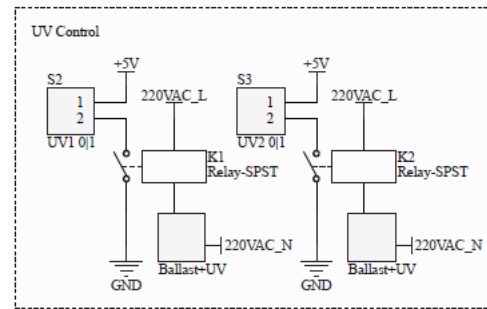 UV Control
+5V
S2
1
2
UV1 0|1
220VAC_L
K1
Relay-SPST
220VAC_N
Ballast+UV
GND
+5V
S3
1
2
UV2 0|1
220VAC_L
K2
Relay-SPST
220VAC_N
Ballast+UV
GND